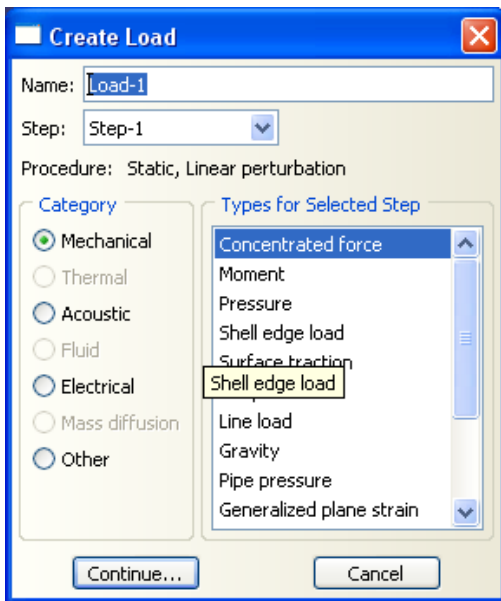 Create Load
Name: Load-1
Step: Step-1
Procedure: Static, Linear perturbation
Category
Mechanical
Thermal
Acoustic
Fluid
Electrical
Mass diffusion
Other
Types for Selected Step
Concentrated force
Moment
Pressure
Shell edge load
Surface traction
Shell edge load
Line load
Gravity
Pipe pressure
Generalized plane strain
Continue...
Cancel